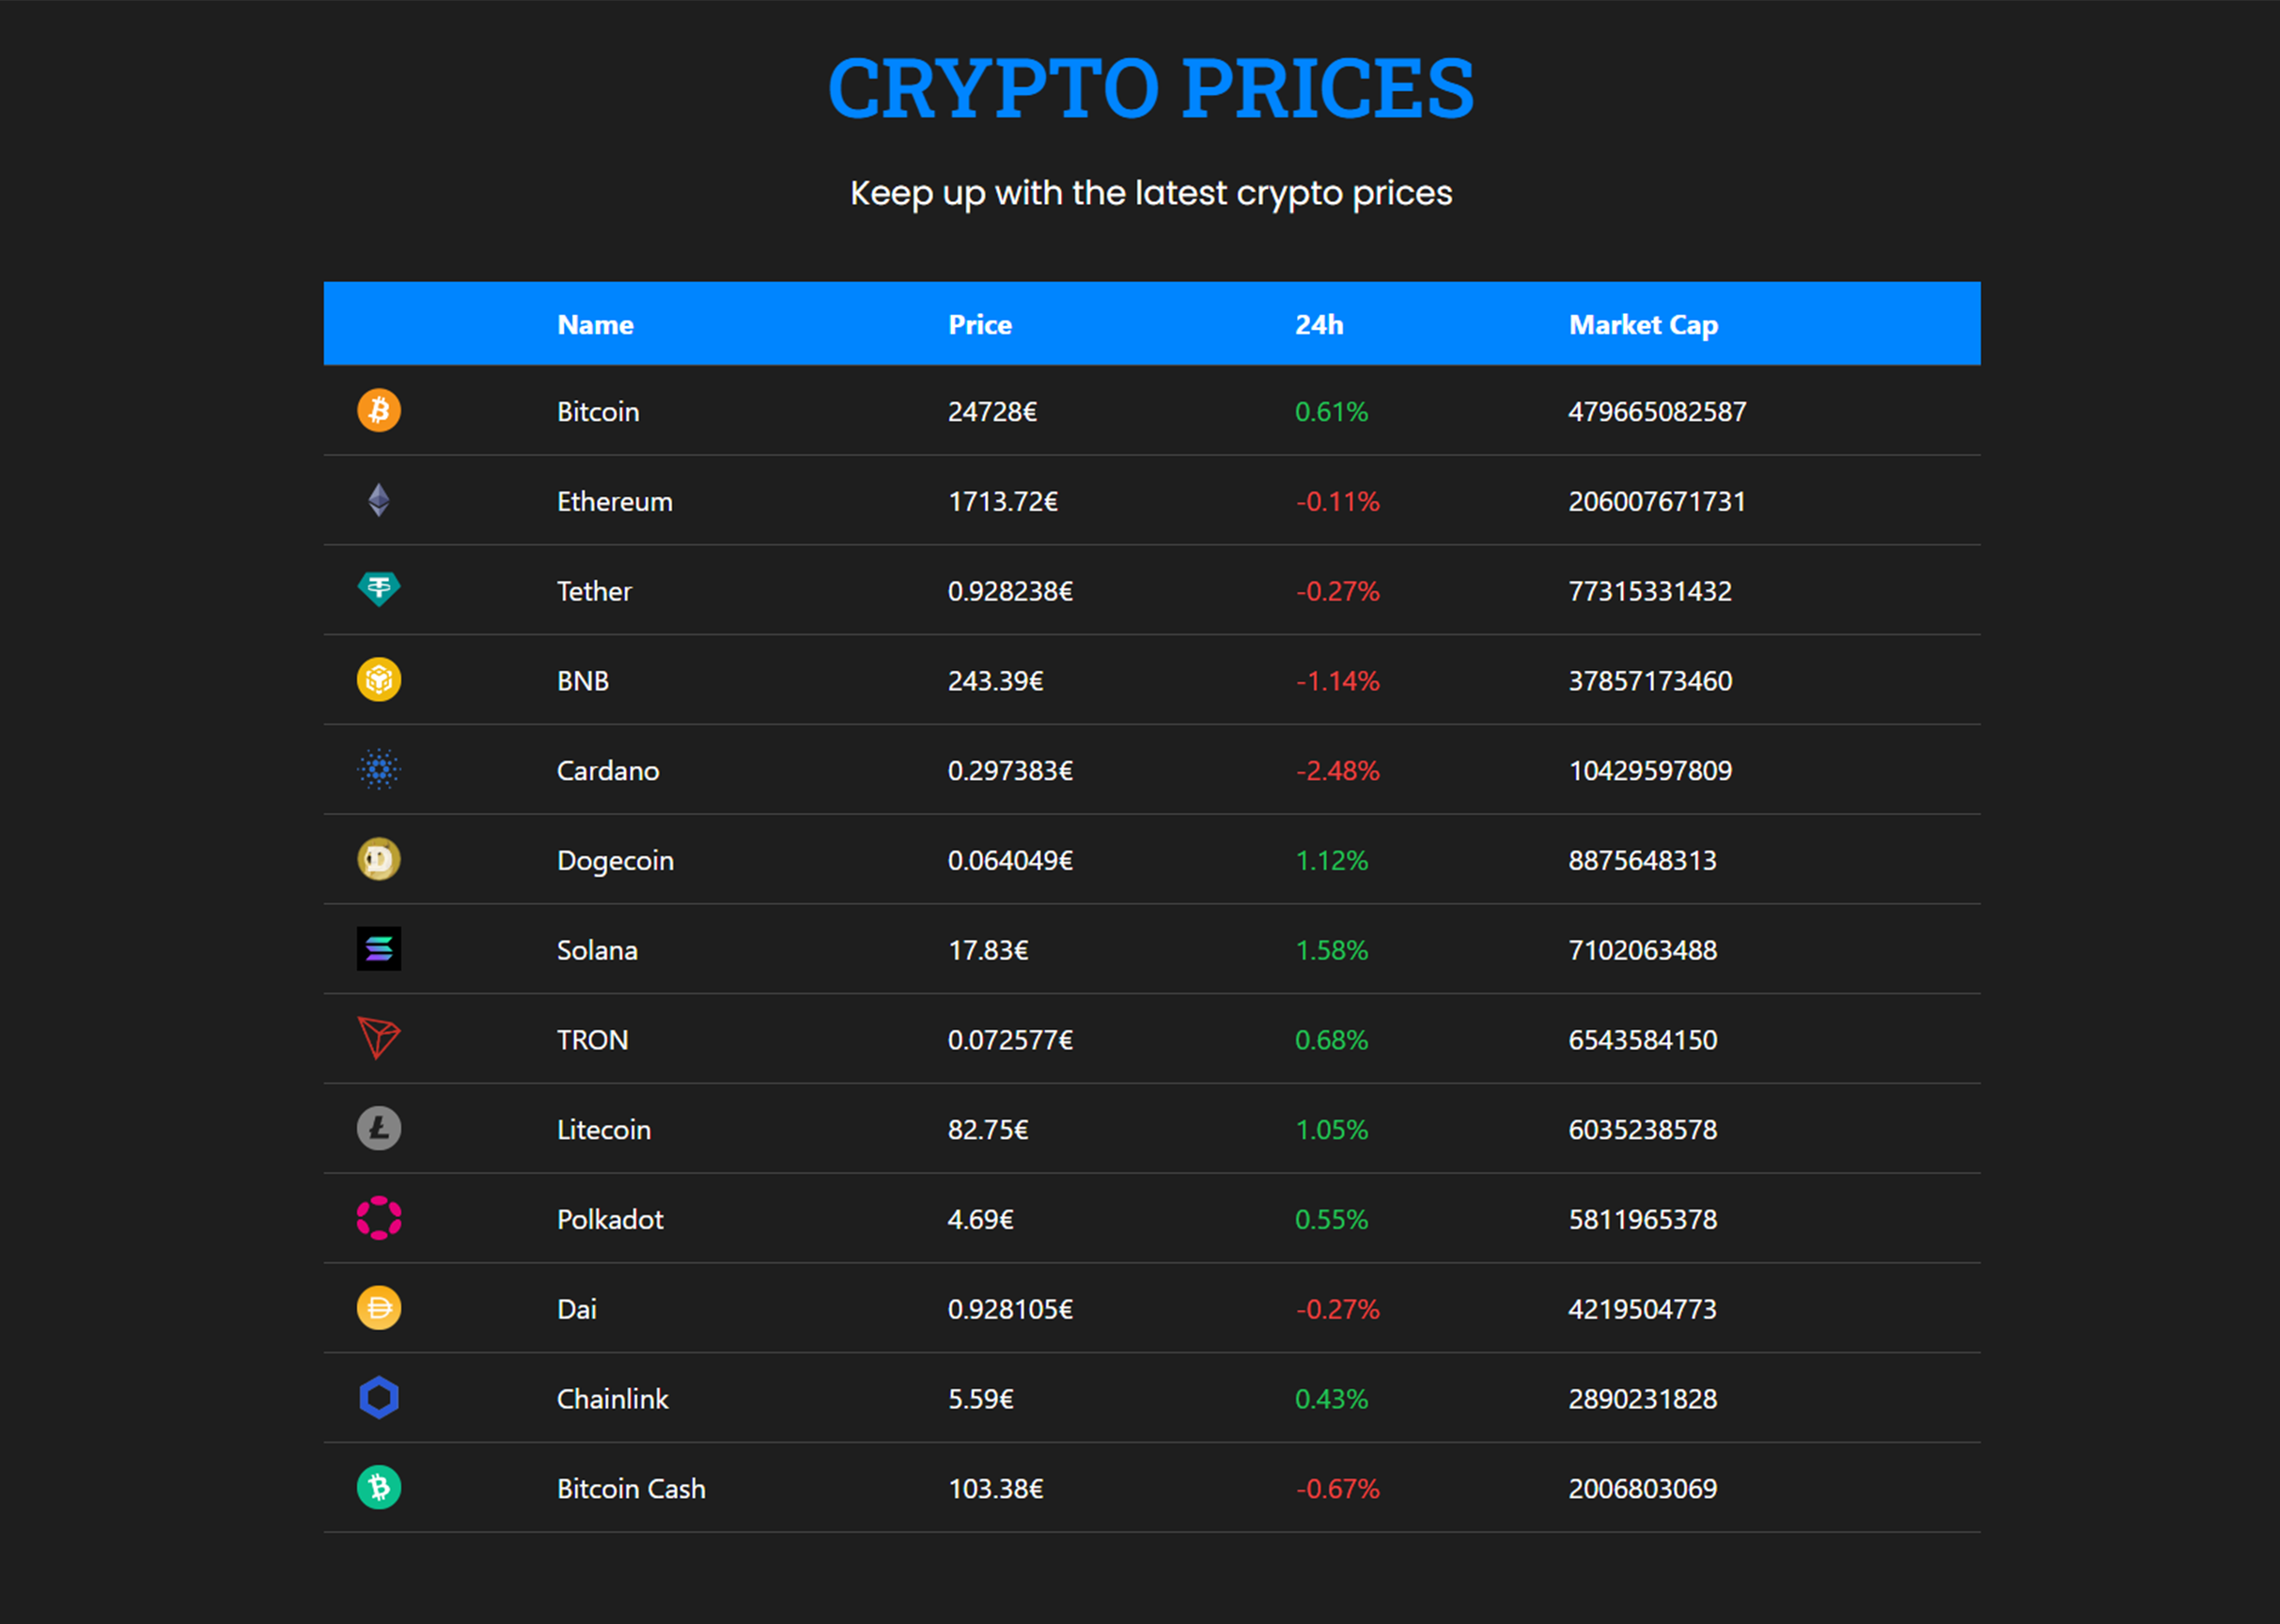 CRYPTO PRICES
Keep up with the latest crypto prices
Name Price 24h Market Cap
Bitcoin 24728€ 0.61% 479665082587
Ethereum 1713.72€ -0.11% 206007671731
Tether 0.928238€ -0.27% 77315331432
BNB 243.39€ -1.14% 37857173460
Cardano 0.297383€ -2.48% 10429597809
Dogecoin 0.064049€ 1.12% 8875648313
Solana 17.83€ 1.58% 7102063488
TRON 0.072577€ 0.68% 6543584150
Litecoin 82.75€ 1.05% 6035238578
Polkadot 4.69€ 0.55% 5811965378
Dai 0.928105€ -0.27% 4219504773
Chainlink 5.59€ 0.43% 2890231828
Bitcoin Cash 103.38€ -0.67% 2006803069